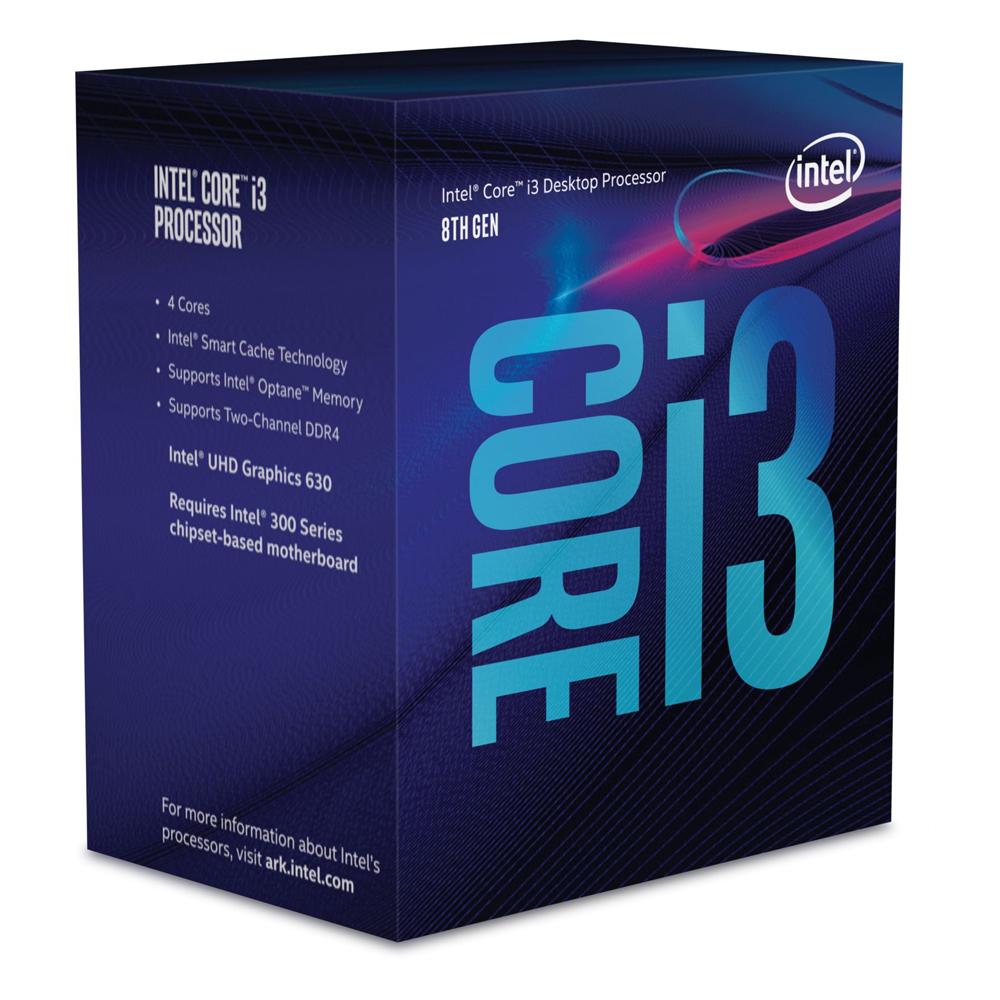 INTEL® CORE™ i3
PROCESSOR
• 4 Cores
• Intel® Smart Cache Technology
• Supports Intel® Optane™ Memory
• Supports Two-Channel DDR4
Intel® UHD Graphics 630
Requires Intel® 300 Series
chipset-based motherboard
For more information about Intel's
processors, visit ark.intel.com
Intel® Core™ i3 Desktop Processor
8TH GEN
intel®
CORE
i3